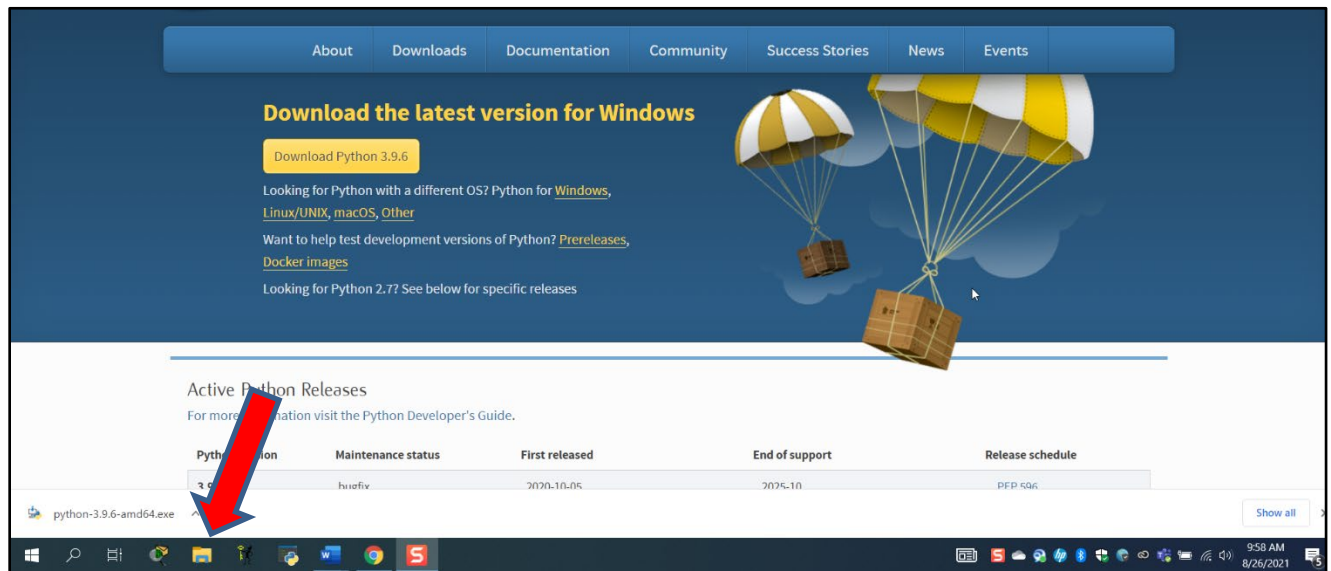 About Downloads Documentation Community Success Stories News Events
Download the latest version for Windows
Download Python 3.9.6
Looking for Python with a different OS? Python for Windows,
Linux/UNIX, macOS, Other
Want to help test development versions of Python? Prereleases,
Docker images
Looking for Python 2.7? See below for specific releases
Active Python Releases
For more information visit the Python Developer's Guide.
Python version Maintenance status First released End of support Release schedule
bugfix 2020-10-05 2025-10 PEP 596
python-3.9.6-amd64.exe
Show all
9:58 AM
8/26/2021